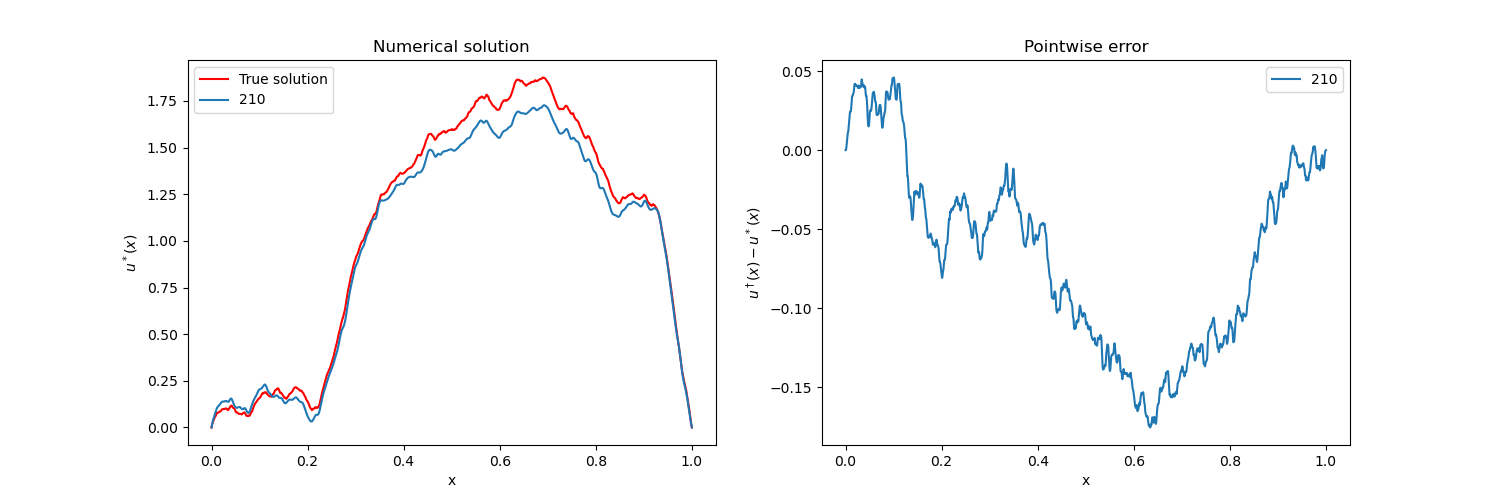 Numerical solution
True solution
210
1.75
1.50
1.25
1.00
0.75
0.50
0.25
0.00
u*(x)
0.0 0.2 0.4 0.6 0.8 1.0
x
Pointwise error
210
0.05
0.00
−0.05
−0.10
−0.15
u†(x) − u*(x)
0.0 0.2 0.4 0.6 0.8 1.0
x